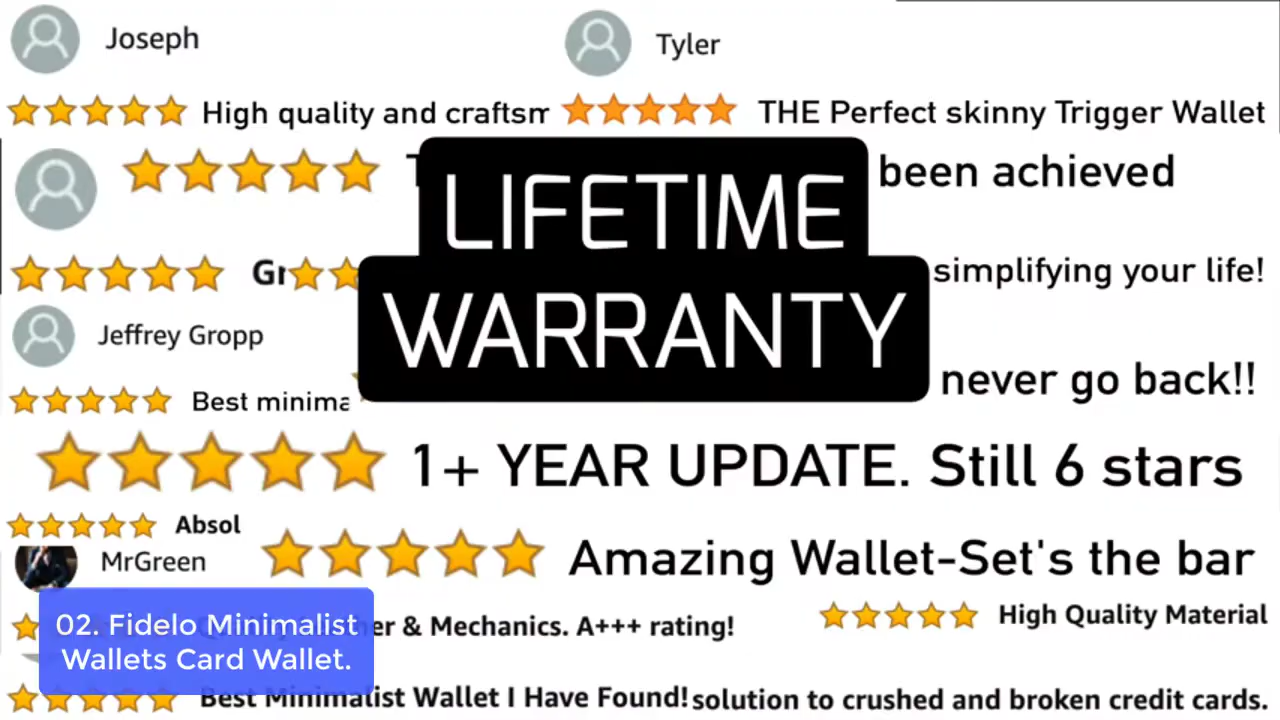 Joseph
Tyler
High quality and craftsm
THE Perfect skinny Trigger Wallet
been achieved
LIFETIME
WARRANTY
Gr
simplifying your life!
Jeffrey Gropp
never go back!!
Best minima
1+ YEAR UPDATE. Still 6 stars
Absol
MrGreen
Amazing Wallet-Set's the bar
High Quality Material
02. Fidelo Minimalist
Wallets Card Wallet.
& Mechanics. A+++ rating!
Best Minimalist Wallet I Have Found!
solution to crushed and broken credit cards.